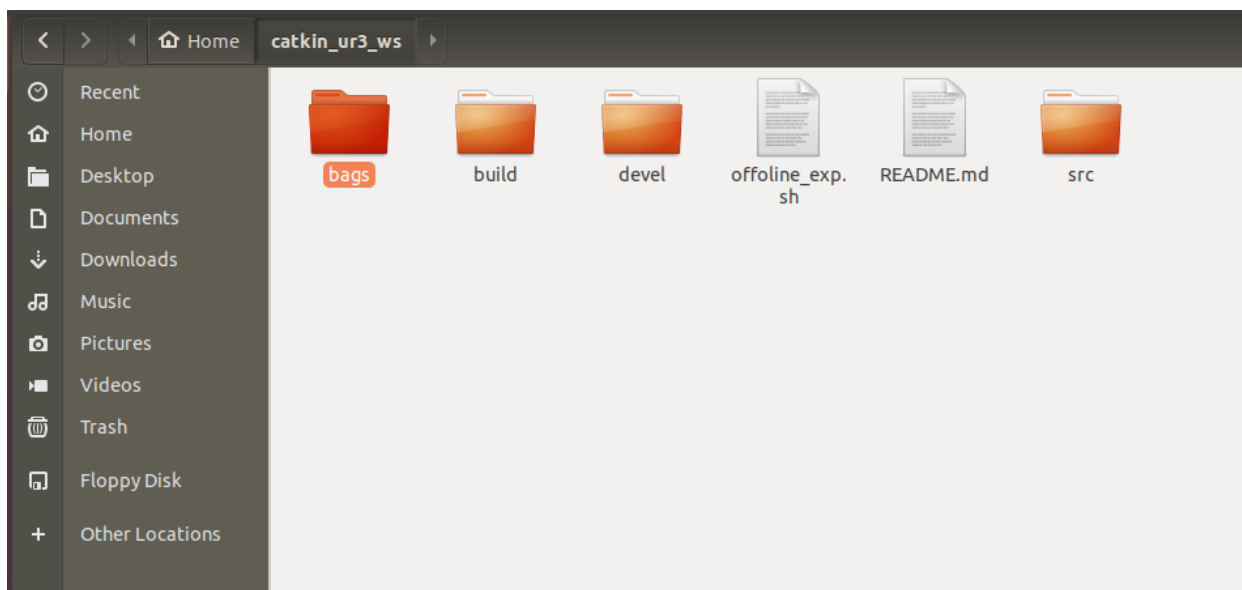 Home catkin_ur3_ws
Recent
Home
Desktop
Documents
Downloads
Music
Pictures
Videos
Trash
Floppy Disk
Other Locations
bags build devel offoline_exp. README.md src
sh